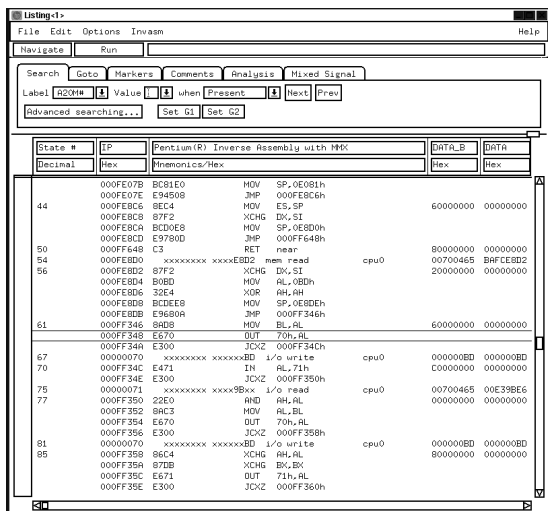 Listing<1>
File Edit Options Invasm Help
Navigate Run
Search Goto Markers Comments Analysis Mixed Signal
Label A20M# Value when Present Next Prev
Advanced searching... Set G1 Set G2
State # IP Pentium(R) Inverse Assembly with MMX DATA_B DATA
Decimal Hex Mnemonics/Hex Hex Hex
000FE07B BC81E0 MOV SP,0E081h
000FE07E E94508 JMP 000FE8C6h
44 000FE8C6 8EC4 MOV ES,SP 60000000 00000000
000FE8C8 87F2 XCHG DX,SI
000FE8CA BCD0E8 MOV SP,0E8D0h
000FE8CD E9780D JMP 000FF648h
50 000FF648 C3 RET near 80000000 00000000
54 000FE8D0 xxxxxxxx xxxxE8D2 mem read cpu0 00700465 BAFCE8D2
56 000FE8D2 87F2 XCHG DX,SI 20000000 00000000
000FE8D4 B0BD MOV AL,0BDh
000FE8D6 32E4 XOR AH,AH
000FE8D8 BCDEE8 MOV SP,0E8DEh
000FE8DB E9680A JMP 000FF346h
61 000FF346 8AD8 MOV BL,AL 60000000 00000000
000FF348 E670 OUT 70h,AL
000FF34A E300 JCXZ 000FF34Ch
67 00000070 xxxxxxxx xxxxxxBD i/o write cpu0 000000BD 000000BD
70 000FF34C E471 IN AL,71h C0000000 00000000
000FF34E E300 JCXZ 000FF350h
75 00000071 xxxxxxxx xxxx9Bxx i/o read cpu0 00700465 00E39BE6
77 000FF350 22E0 AND AH,AL 00000000 00000000
000FF352 8AC3 MOV AL,BL
000FF354 E670 OUT 70h,AL
000FF356 E300 JCXZ 000FF358h
81 00000070 xxxxxxxx xxxxxxBD i/o write cpu0 000000BD 000000BD
85 000FF358 86C4 XCHG AH,AL 80000000 00000000
000FF35A 87DB XCHG BX,BX
000FF35C E671 OUT 71h,AL
000FF35E E300 JCXZ 000FF360h